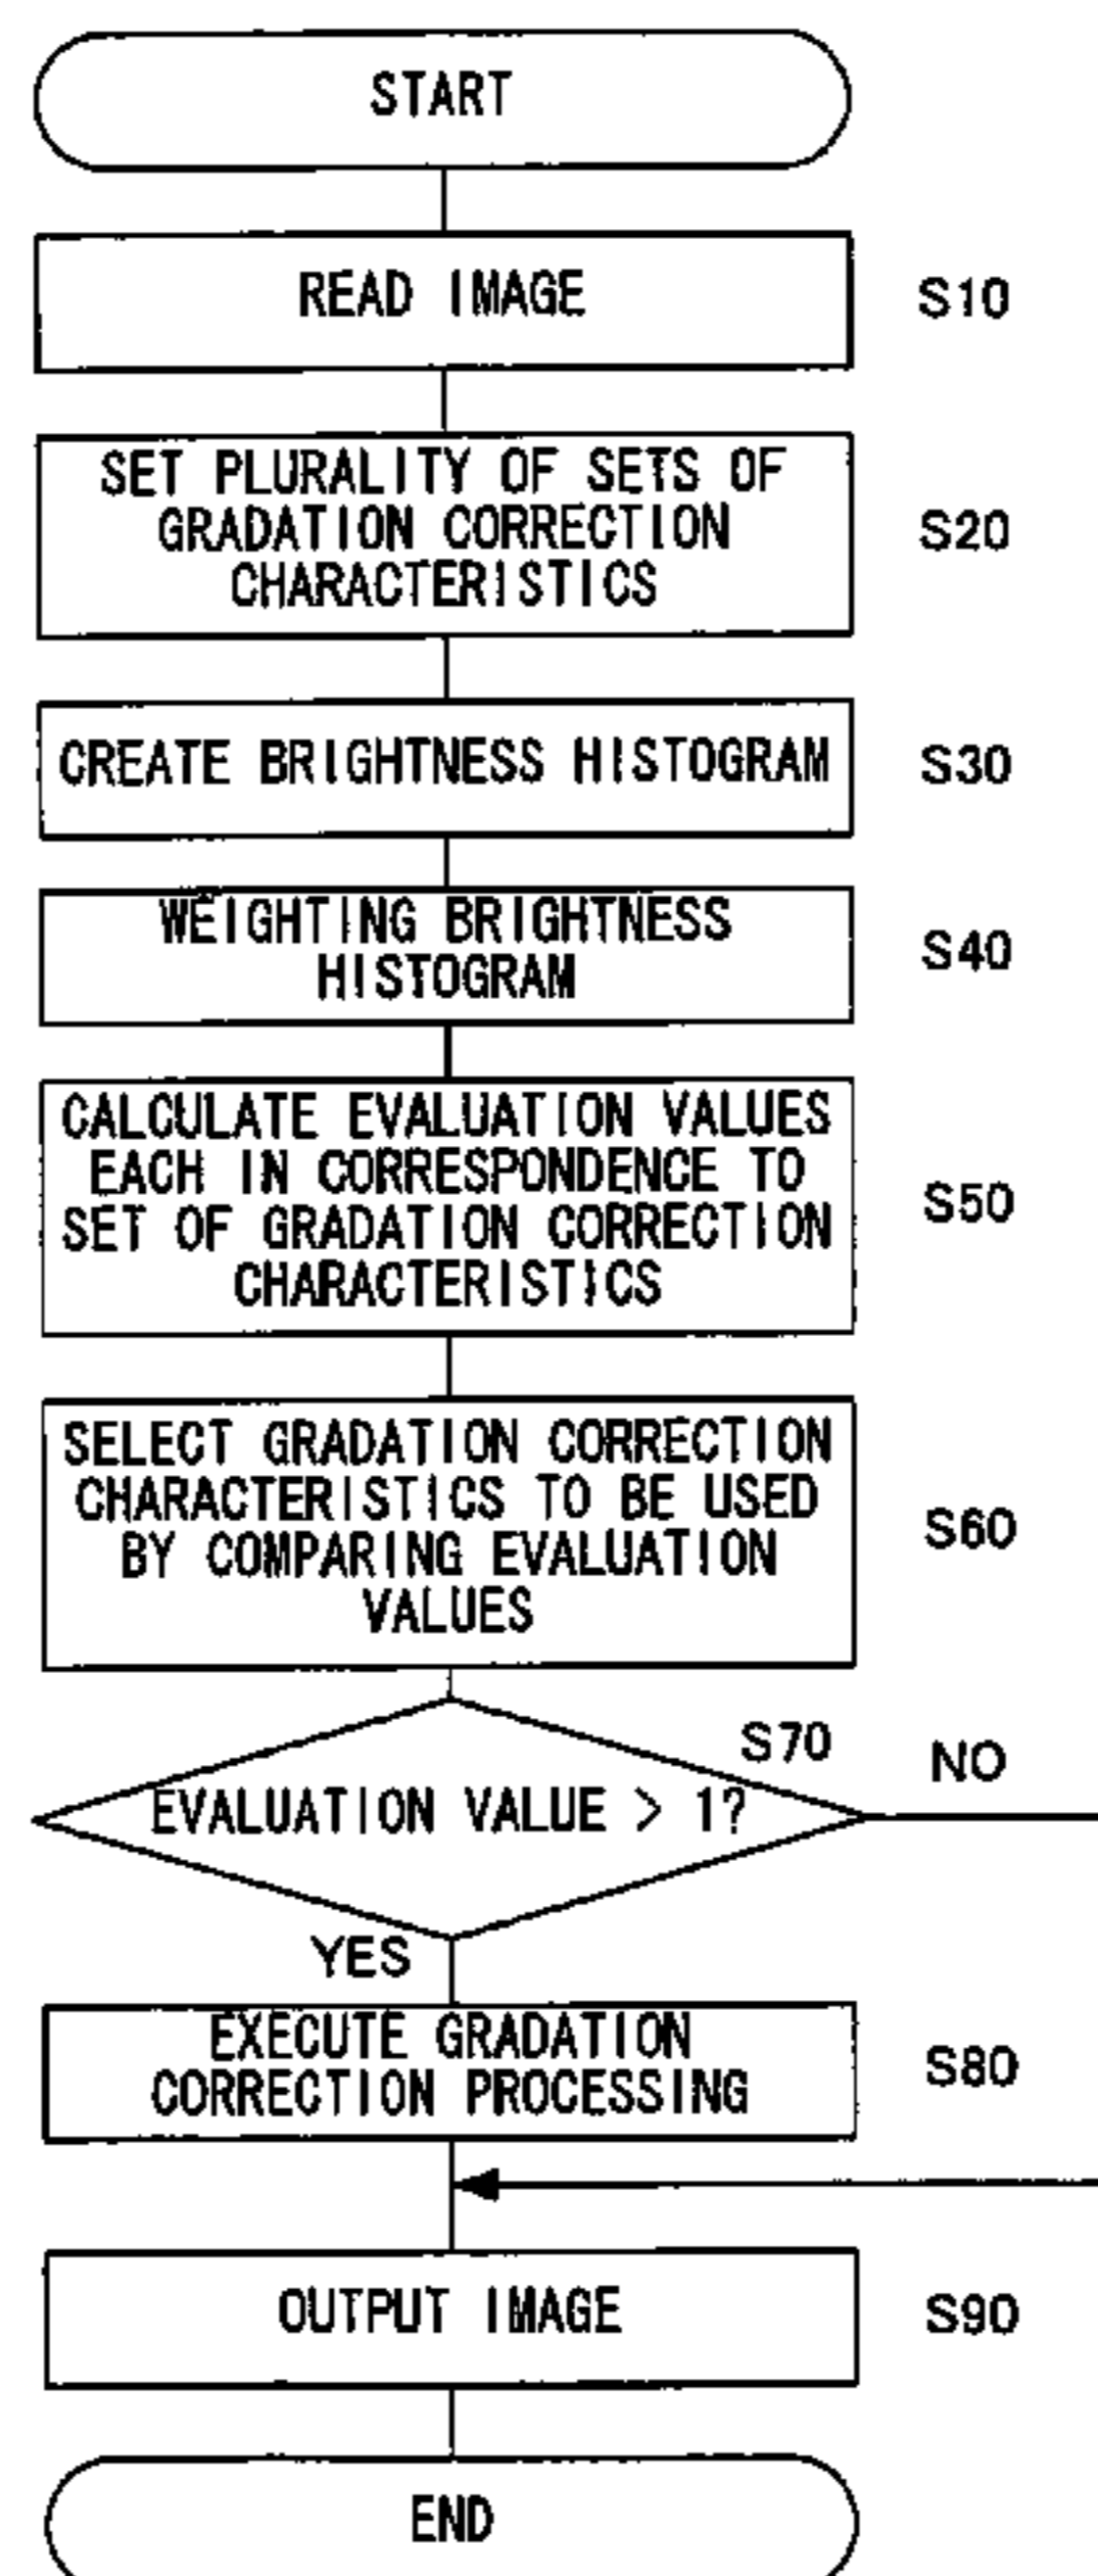 START
READ IMAGE
S10
SET PLURALITY OF SETS OF
GRADATION CORRECTION
CHARACTERISTICS
S20
CREATE BRIGHTNESS HISTOGRAM
S30
WEIGHTING BRIGHTNESS
HISTOGRAM
S40
CALCULATE EVALUATION VALUES
EACH IN CORRESPONDENCE TO
SET OF GRADATION CORRECTION
CHARACTERISTICS
S50
SELECT GRADATION CORRECTION
CHARACTERISTICS TO BE USED
BY COMPARING EVALUATION
VALUES
S60
S70
NO
EVALUATION VALUE > 1?
YES
EXECUTE GRADATION
CORRECTION PROCESSING
S80
OUTPUT IMAGE
S90
END